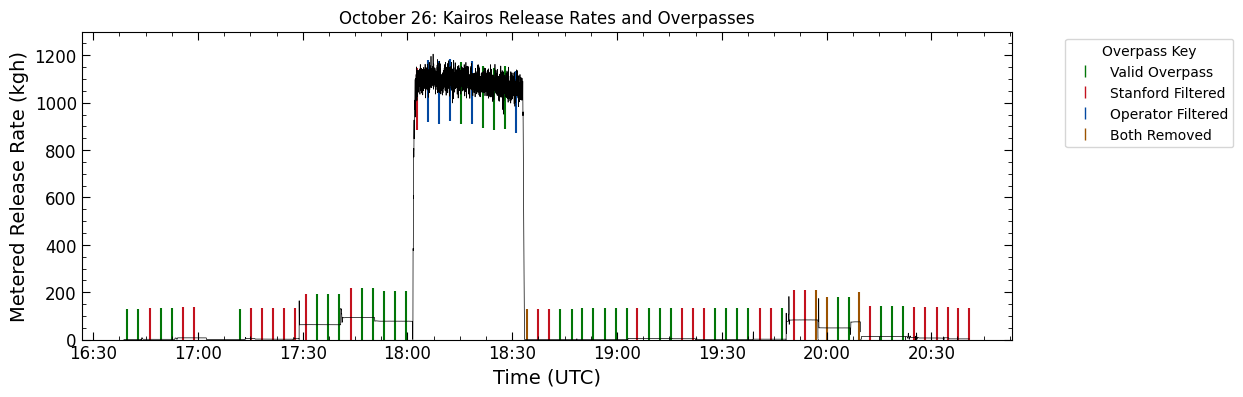 October 26: Kairos Release Rates and Overpasses
Metered Release Rate (kgh)
1200
1000
800
600
400
200
0
16:30 17:00 17:30 18:00 18:30 19:00 19:30 20:00 20:30
Time (UTC)
Overpass Key
Valid Overpass
Stanford Filtered
Operator Filtered
Both Removed